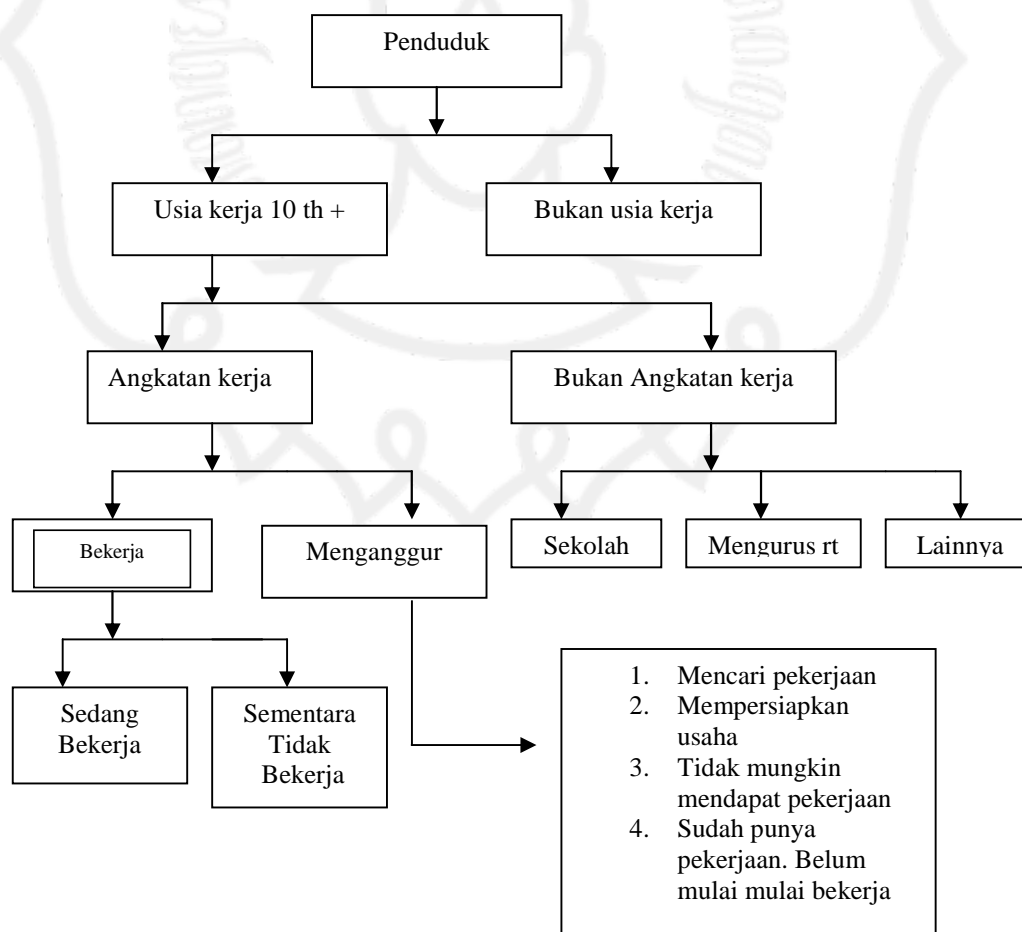 Penduduk
Usia kerja 10 th +
Bukan usia kerja
Angkatan kerja
Bukan Angkatan kerja
Bekerja
Menganggur
Sekolah
Mengurus rt
Lainnya
Sedang
Bekerja
Sementara
Tidak
Bekerja
1. Mencari pekerjaan
2. Mempersiapkan
usaha
3. Tidak mungkin
mendapat pekerjaan
4. Sudah punya
pekerjaan. Belum
mulai mulai bekerja